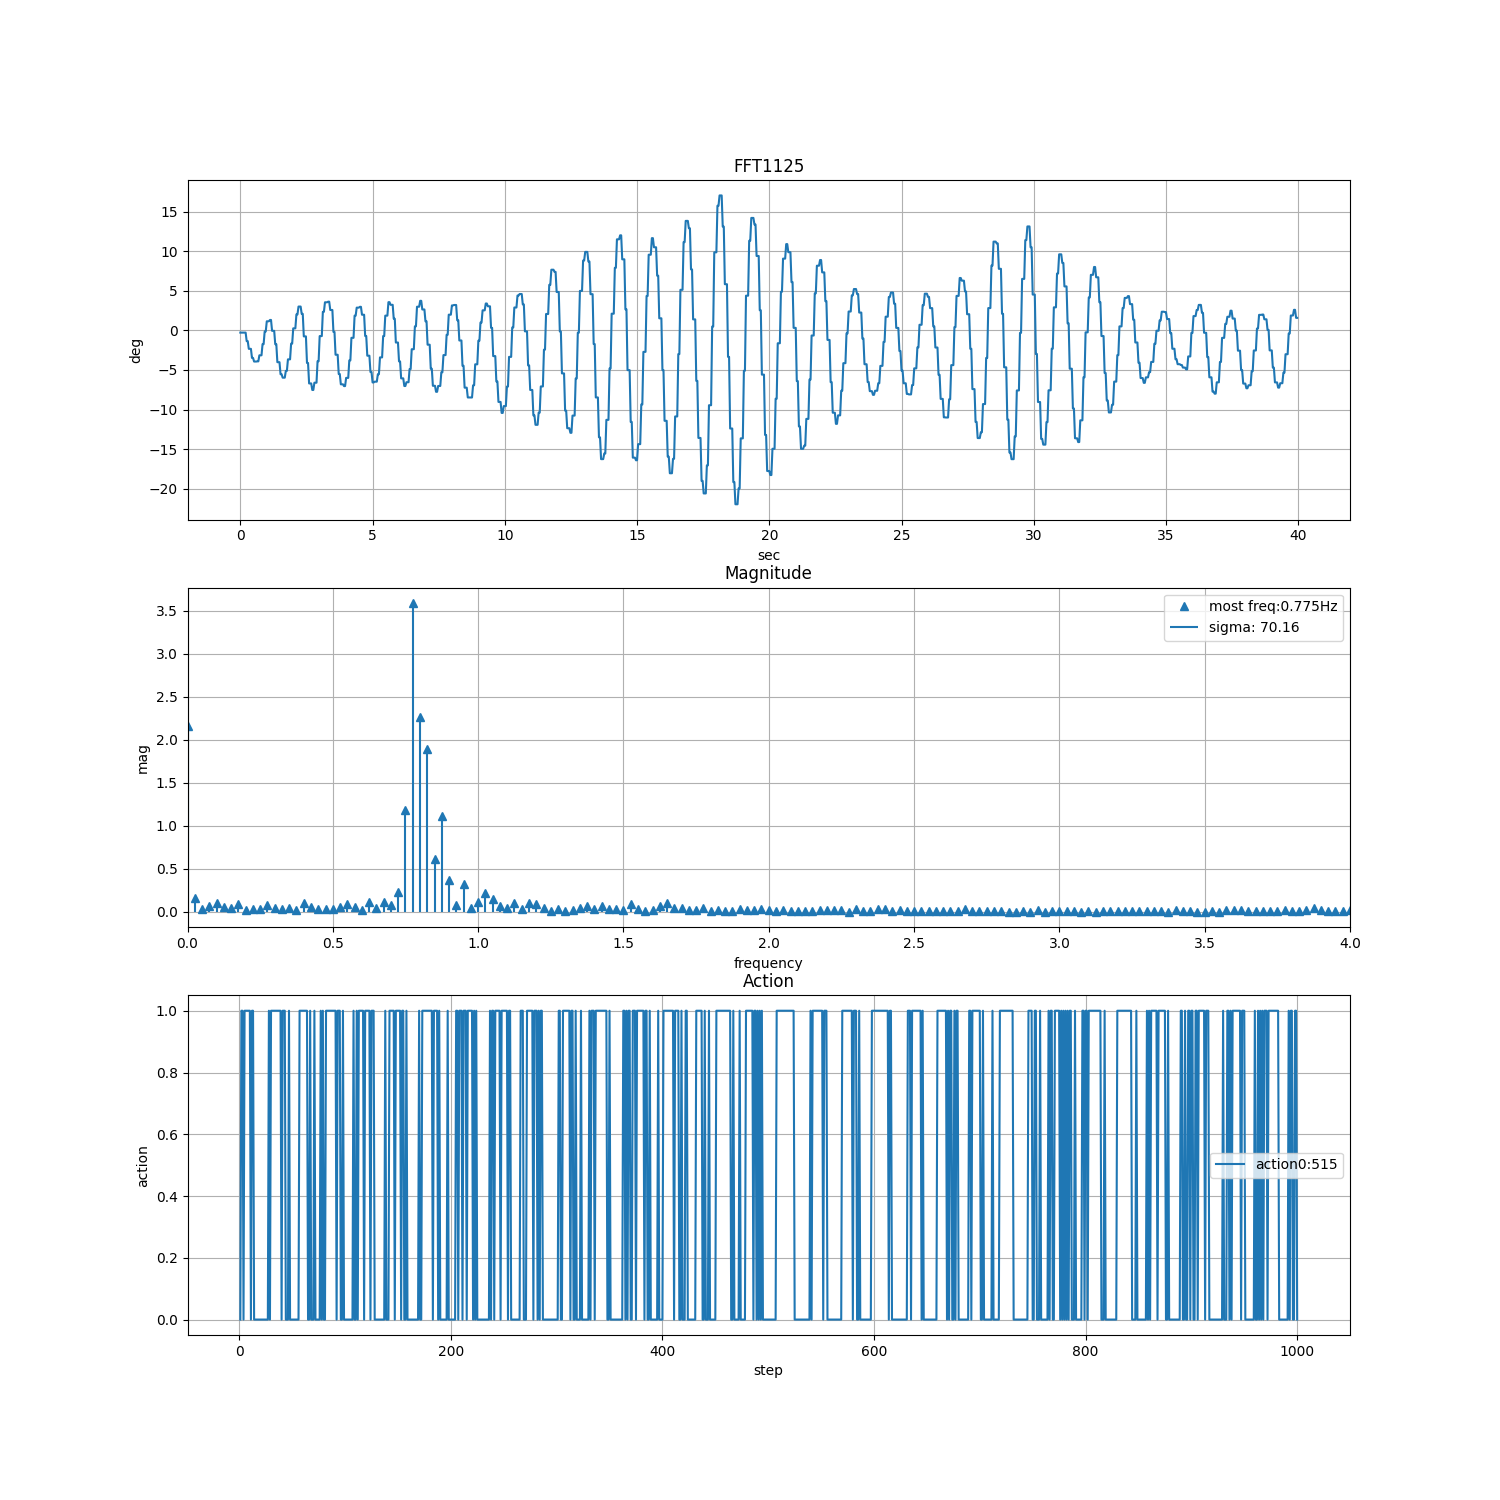 FFT1125
15
10
5
0
−5
−10
−15
−20
deg
0 5 10 15 20 25 30 35 40
sec
Magnitude
most freq:0.775Hz
sigma: 70.16
3.5
3.0
2.5
2.0
1.5
1.0
0.5
0.0
mag
0.0 0.5 1.0 1.5 2.0 2.5 3.0 3.5 4.0
frequency
Action
1.0
0.8
0.6
0.4
0.2
0.0
action
action0:515
0 200 400 600 800 1000
step